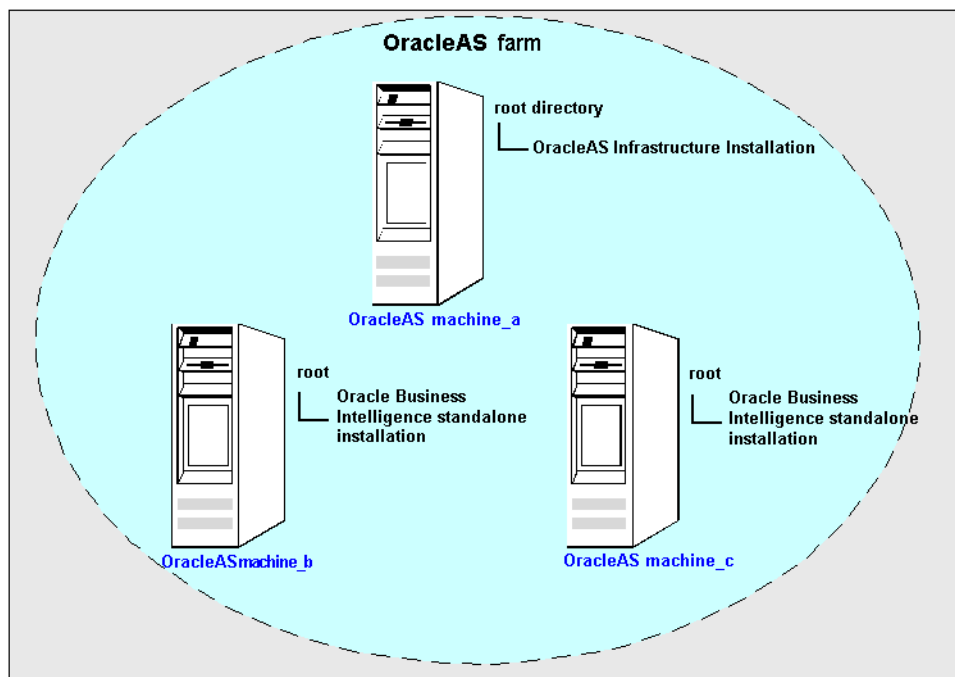 OracleAS farm
root directory
OracleAS Infrastructure Installation
OracleAS machine_a
root
Oracle Business
Intelligence standalone
installation
OracleASmachine_b
root
Oracle Business
Intelligence standalone
installation
OracleAS machine_c